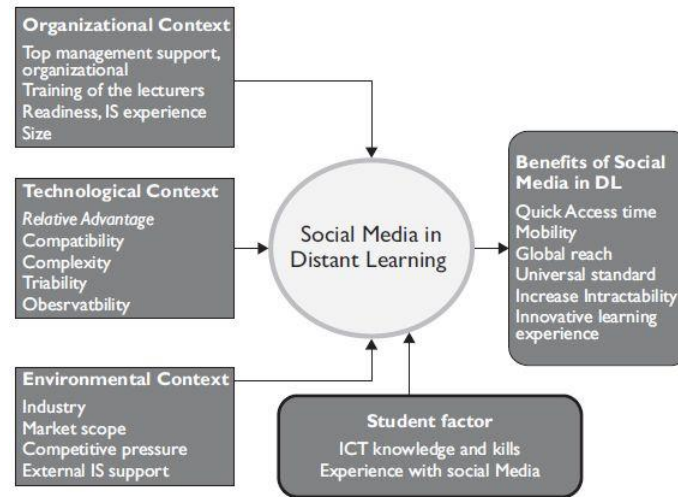 Organizational Context
Top management support,
organizational
Training of the lecturers
Readiness, IS experience
Size
Technological Context
Relative Advantage
Compatibility
Complexity
Triability
Obesrvatbility
Environmental Context
Industry
Market scope
Competitive pressure
External IS support
Social Media in
Distant Learning
Student factor
ICT knowledge and kills
Experience with social Media
Benefits of Social
Media in DL
Quick Access time
Mobility
Global reach
Universal standard
Increase Intractability
Innovative learning
experience